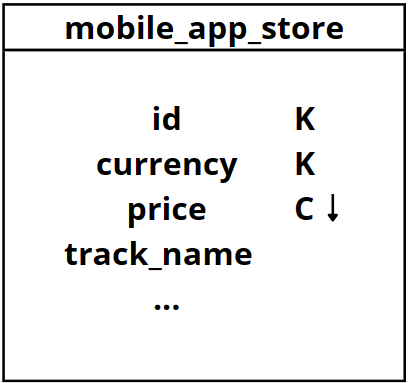 mobile_app_store
id K
currency K
price C ↓
track_name
...